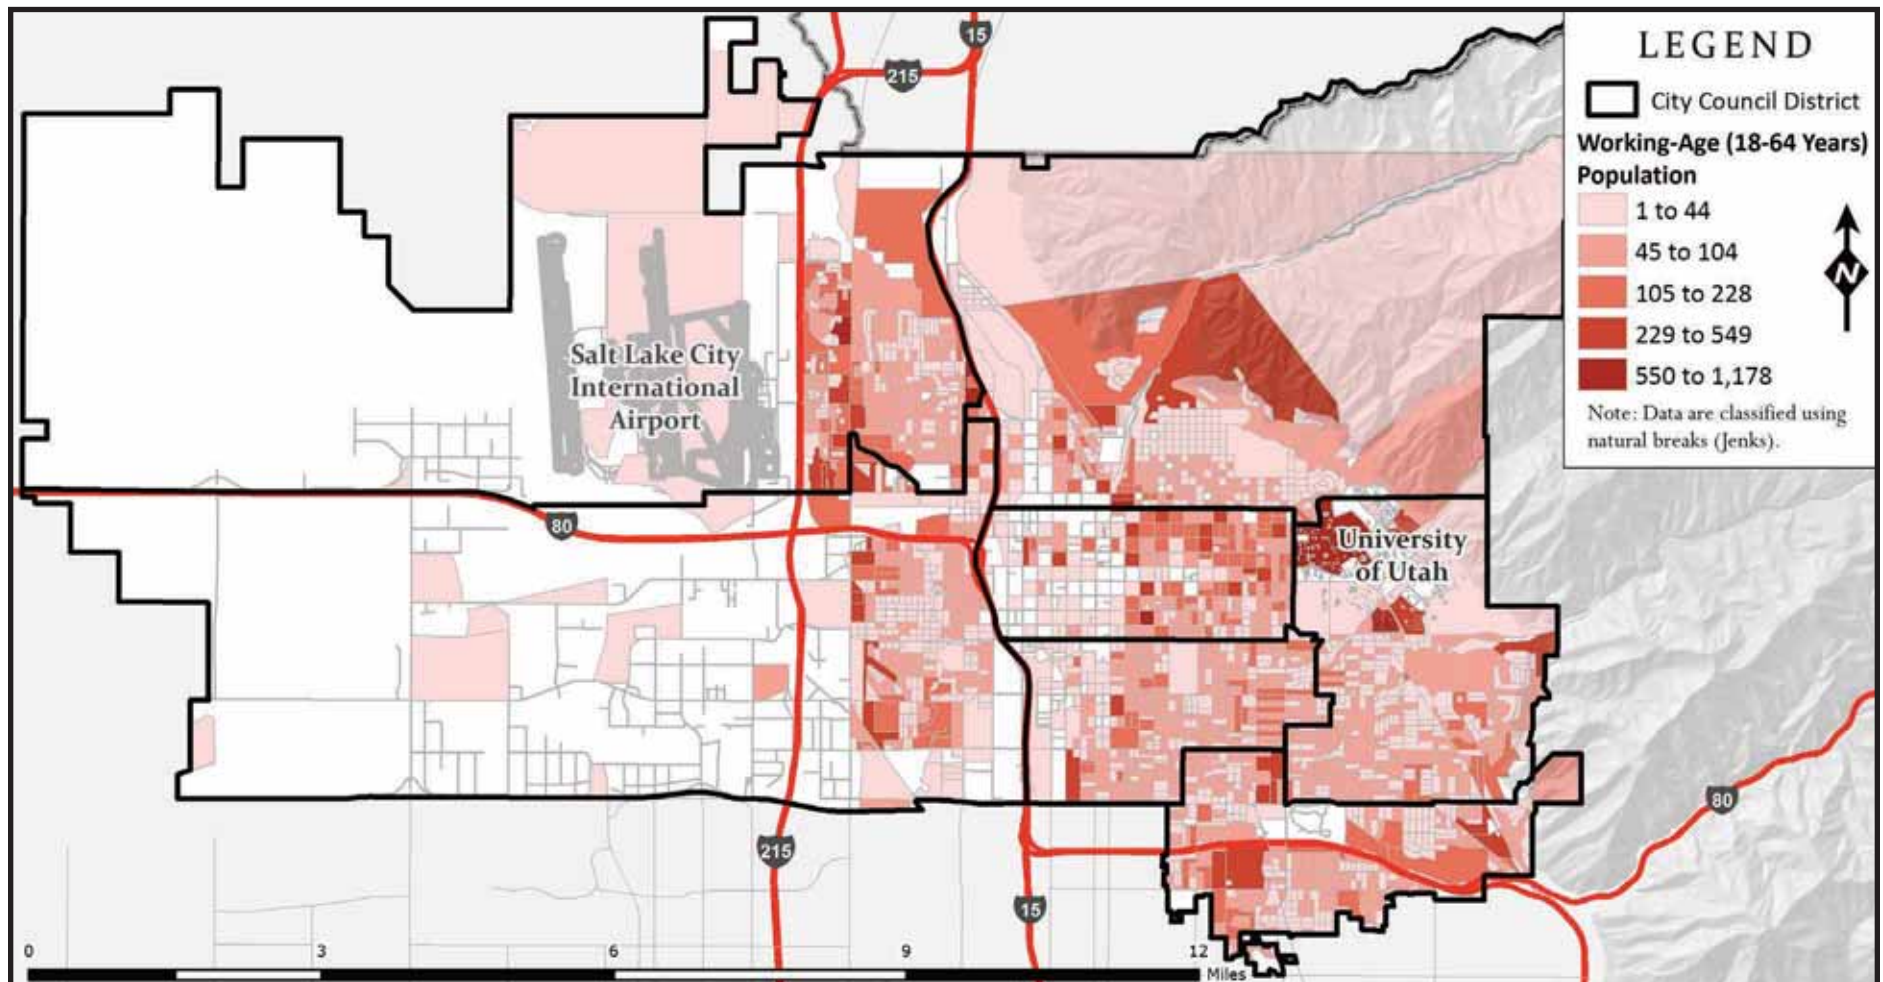 LEGEND
City Council District
Working-Age (18-64 Years)
Population
1 to 44
45 to 104
105 to 228
229 to 549
550 to 1,178
Note: Data are classified using
natural breaks (Jenks).
N
15
215
Salt Lake City
International
Airport
80
University
of Utah
80
215
15
0
3
6
9
12
Miles